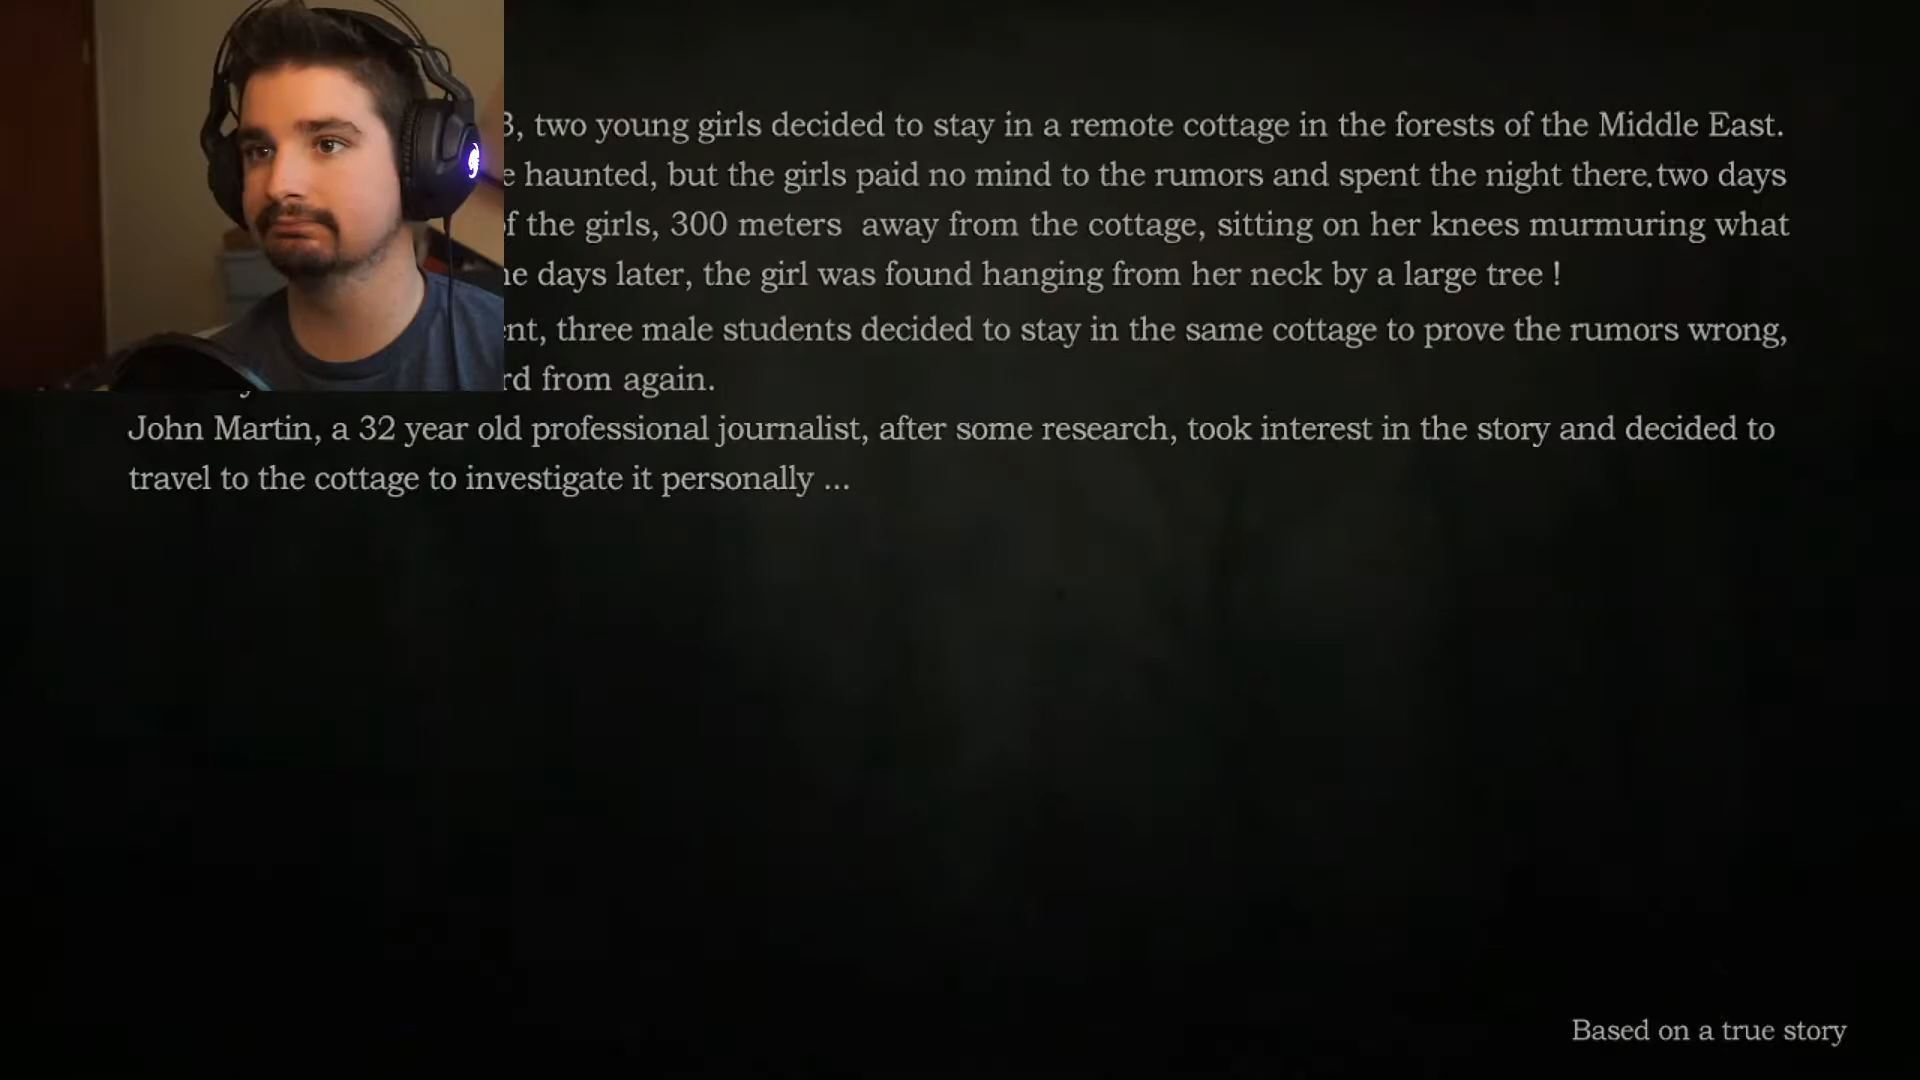 , two young girls decided to stay in a remote cottage in the forests of the Middle East.
haunted, but the girls paid no mind to the rumors and spent the night there.two days
the girls, 300 meters away from the cottage, sitting on her knees murmuring what
days later, the girl was found hanging from her neck by a large tree !
three male students decided to stay in the same cottage to prove the rumors wrong,
from again.
John Martin, a 32 year old professional journalist, after some research, took interest in the story and decided to
travel to the cottage to investigate it personally ...
Based on a true story